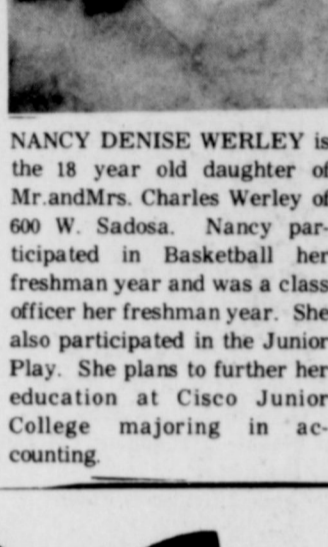 NANCY DENISE WERLEY is
the 18 year old daughter of
Mr.andMrs. Charles Werley of
600 W. Sadosa. Nancy par-
ticipated in Basketball her
freshman year and was a class
officer her freshman year. She
also participated in the Junior
Play. She plans to further her
education at Cisco Junior
College majoring in ac-
counting.